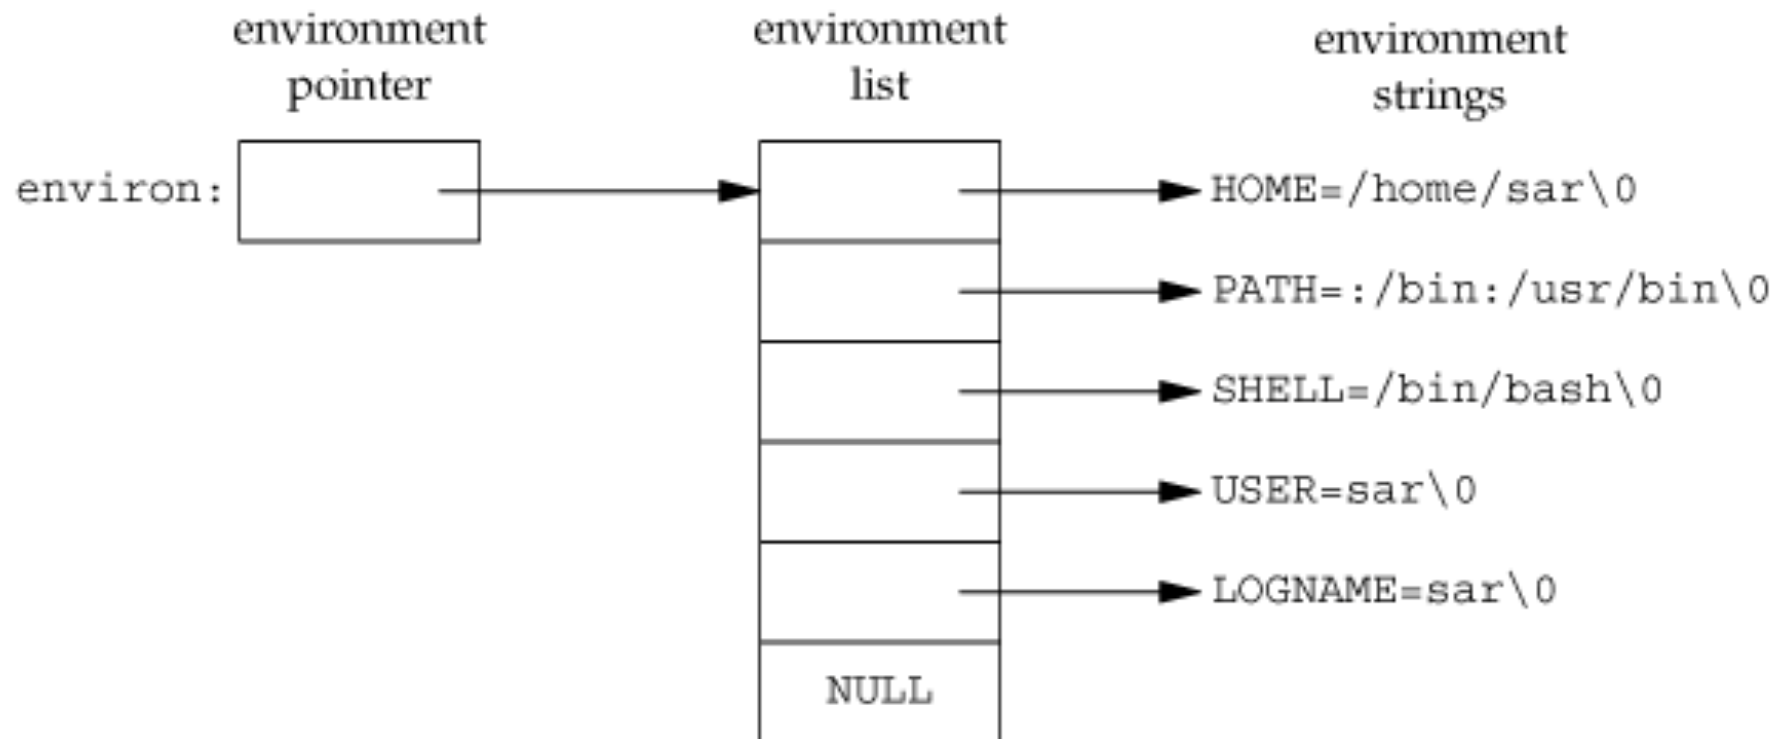 environment
pointer
environment
list
environment
strings
environ:
HOME=/home/sar\0
PATH=:/bin:/usr/bin\0
SHELL=/bin/bash\0
USER=sar\0
LOGNAME=sar\0
NULL